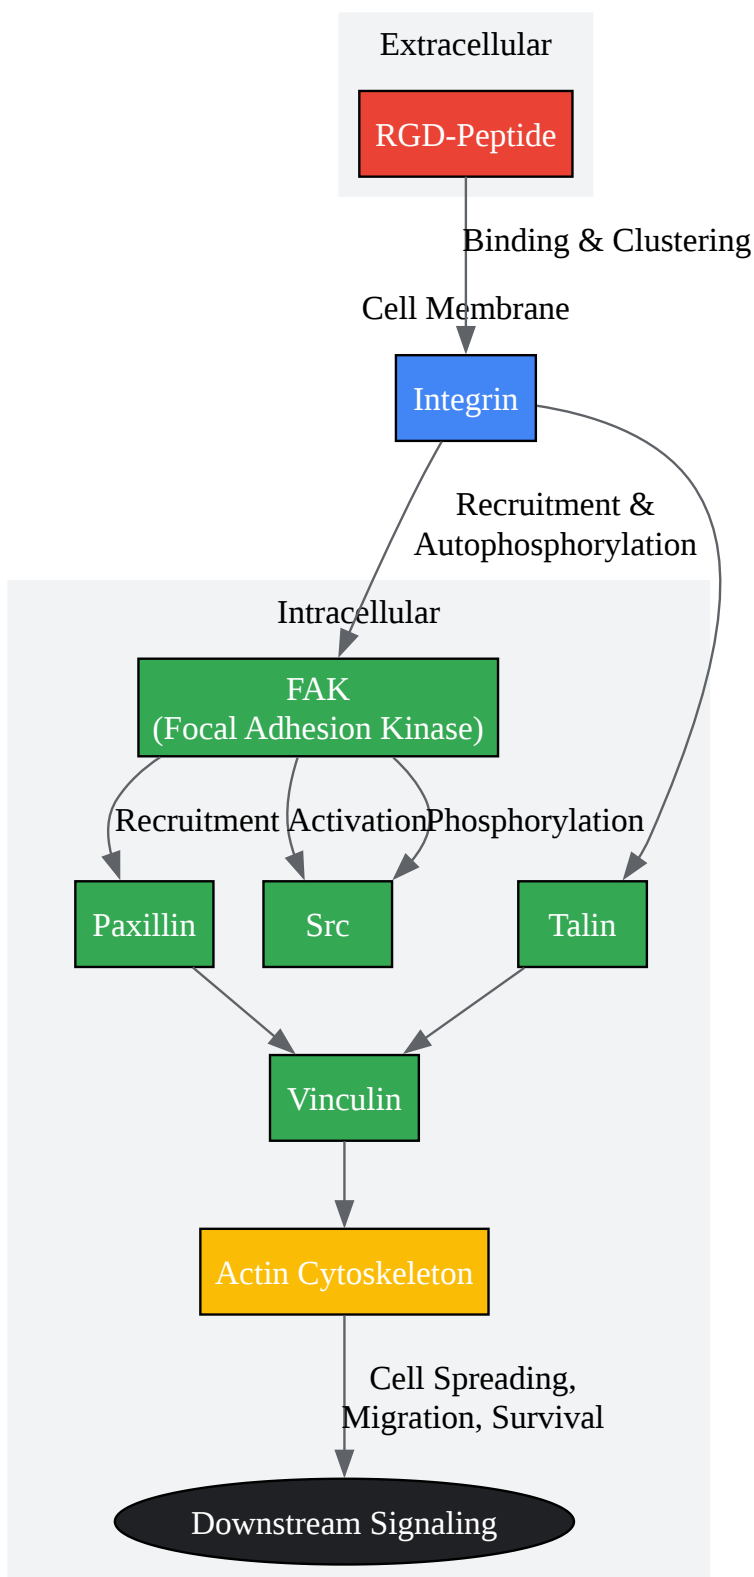 Extracellular
RGD-Peptide
Binding & Clustering
Cell Membrane
Integrin
Recruitment &
Autophosphorylation
Intracellular
FAK
(Focal Adhesion Kinase)
Recruitment
Activation
Phosphorylation
Paxillin
Src
Talin
Vinculin
Actin Cytoskeleton
Cell Spreading,
Migration, Survival
Downstream Signaling